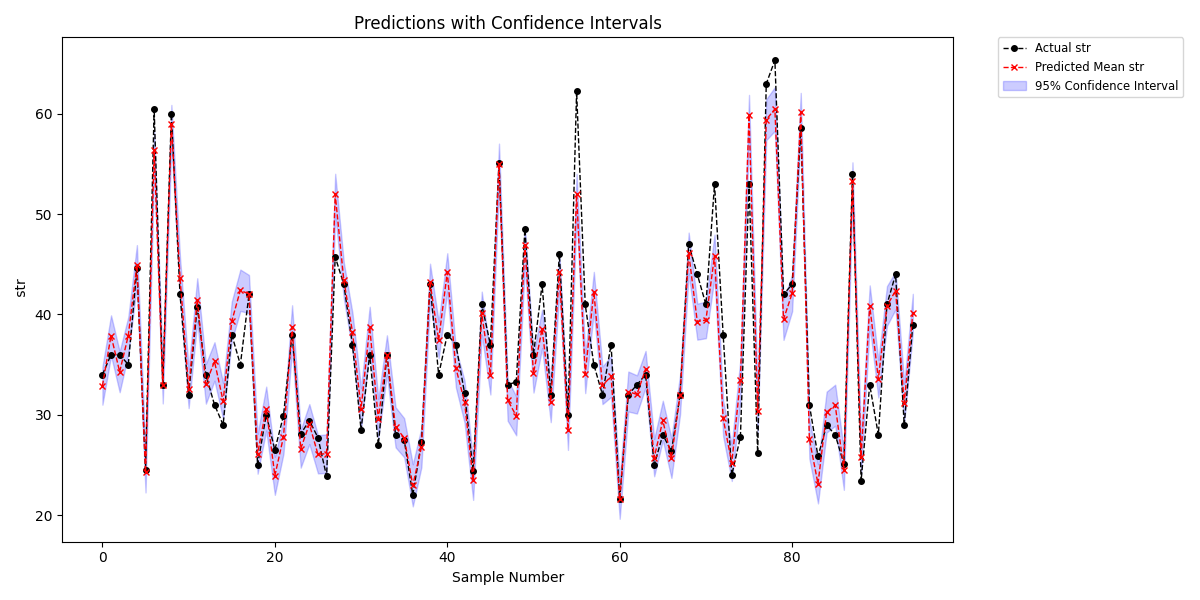 Predictions with Confidence Intervals
Actual str
Predicted Mean str
95% Confidence Interval
str
60
50
40
30
20
0
20
40
60
80
Sample Number